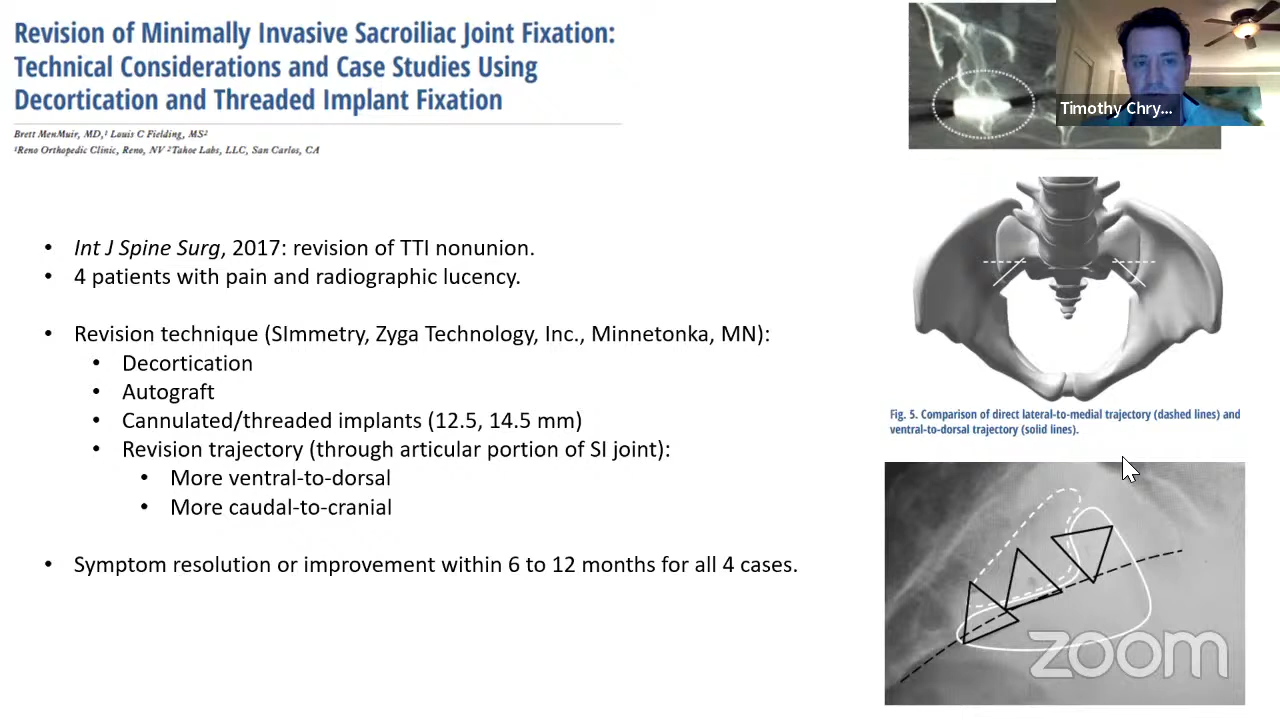 Revision of Minimally Invasive Sacroiliac Joint Fixation:
Technical Considerations and Case Studies Using
Decortication and Threaded Implant Fixation
Brett MenMuir, MD,¹ Louis C Fielding, MS²
¹Reno Orthopedic Clinic, Reno, NV ²Tahoe Labs, LLC, San Carlos, CA
Timothy Chry...
• Int J Spine Surg, 2017: revision of TTI nonunion.
• 4 patients with pain and radiographic lucency.
• Revision technique (SImmetry, Zyga Technology, Inc., Minnetonka, MN):
• Decortication
• Autograft
• Cannulated/threaded implants (12.5, 14.5 mm)
• Revision trajectory (through articular portion of SI joint):
• More ventral-to-dorsal
• More caudal-to-cranial
• Symptom resolution or improvement within 6 to 12 months for all 4 cases.
Fig. 5. Comparison of direct lateral-to-medial trajectory (dashed lines) and
ventral-to-dorsal trajectory (solid lines).
zoom